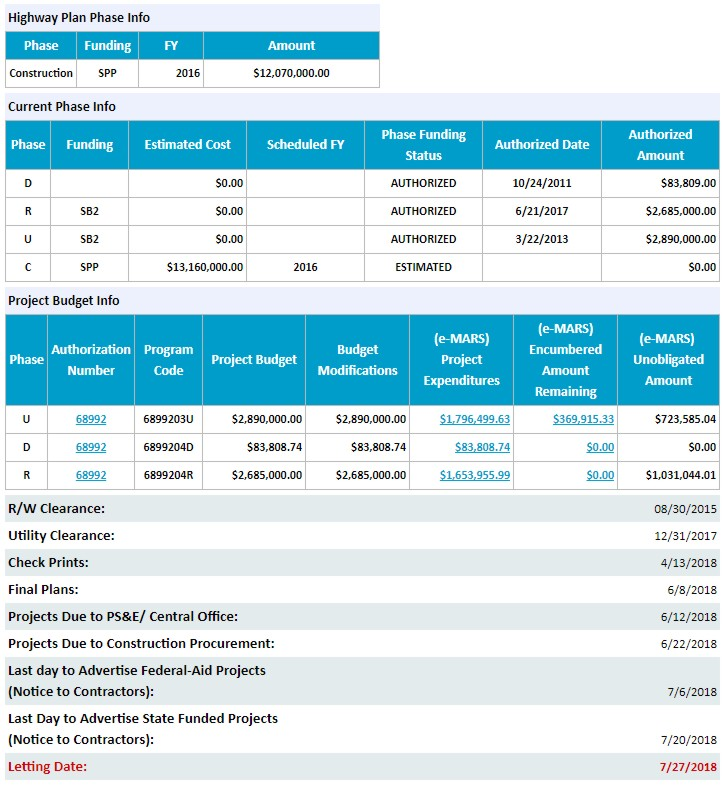 Highway Plan Phase Info
Phase Funding FY Amount
Construction SPP 2016 $12,070,000.00
Current Phase Info
Phase Funding Estimated Cost Scheduled FY Phase Funding Status Authorized Date Authorized Amount
D $0.00 AUTHORIZED 10/24/2011 $83,809.00
R SB2 $0.00 AUTHORIZED 6/21/2017 $2,685,000.00
U SB2 $0.00 AUTHORIZED 3/22/2013 $2,890,000.00
C SPP $13,160,000.00 2016 ESTIMATED $0.00
Project Budget Info
Phase Authorization Number Program Code Project Budget Budget Modifications (e-MARS) Project Expenditures (e-MARS) Encumbered Amount Remaining (e-MARS) Unobligated Amount
U 68992 6899203U $2,890,000.00 $2,890,000.00 $1,796,499.63 $369,915.33 $723,585.04
D 68992 6899204D $83,808.74 $83,808.74 $83,808.74 $0.00 $0.00
R 68992 6899204R $2,685,000.00 $2,685,000.00 $1,653,955.99 $0.00 $1,031,044.01
R/W Clearance: 08/30/2015
Utility Clearance: 12/31/2017
Check Prints: 4/13/2018
Final Plans: 6/8/2018
Projects Due to PS&E/ Central Office: 6/12/2018
Projects Due to Construction Procurement: 6/22/2018
Last day to Advertise Federal-Aid Projects
(Notice to Contractors): 7/6/2018
Last Day to Advertise State Funded Projects
(Notice to Contractors): 7/20/2018
Letting Date: 7/27/2018